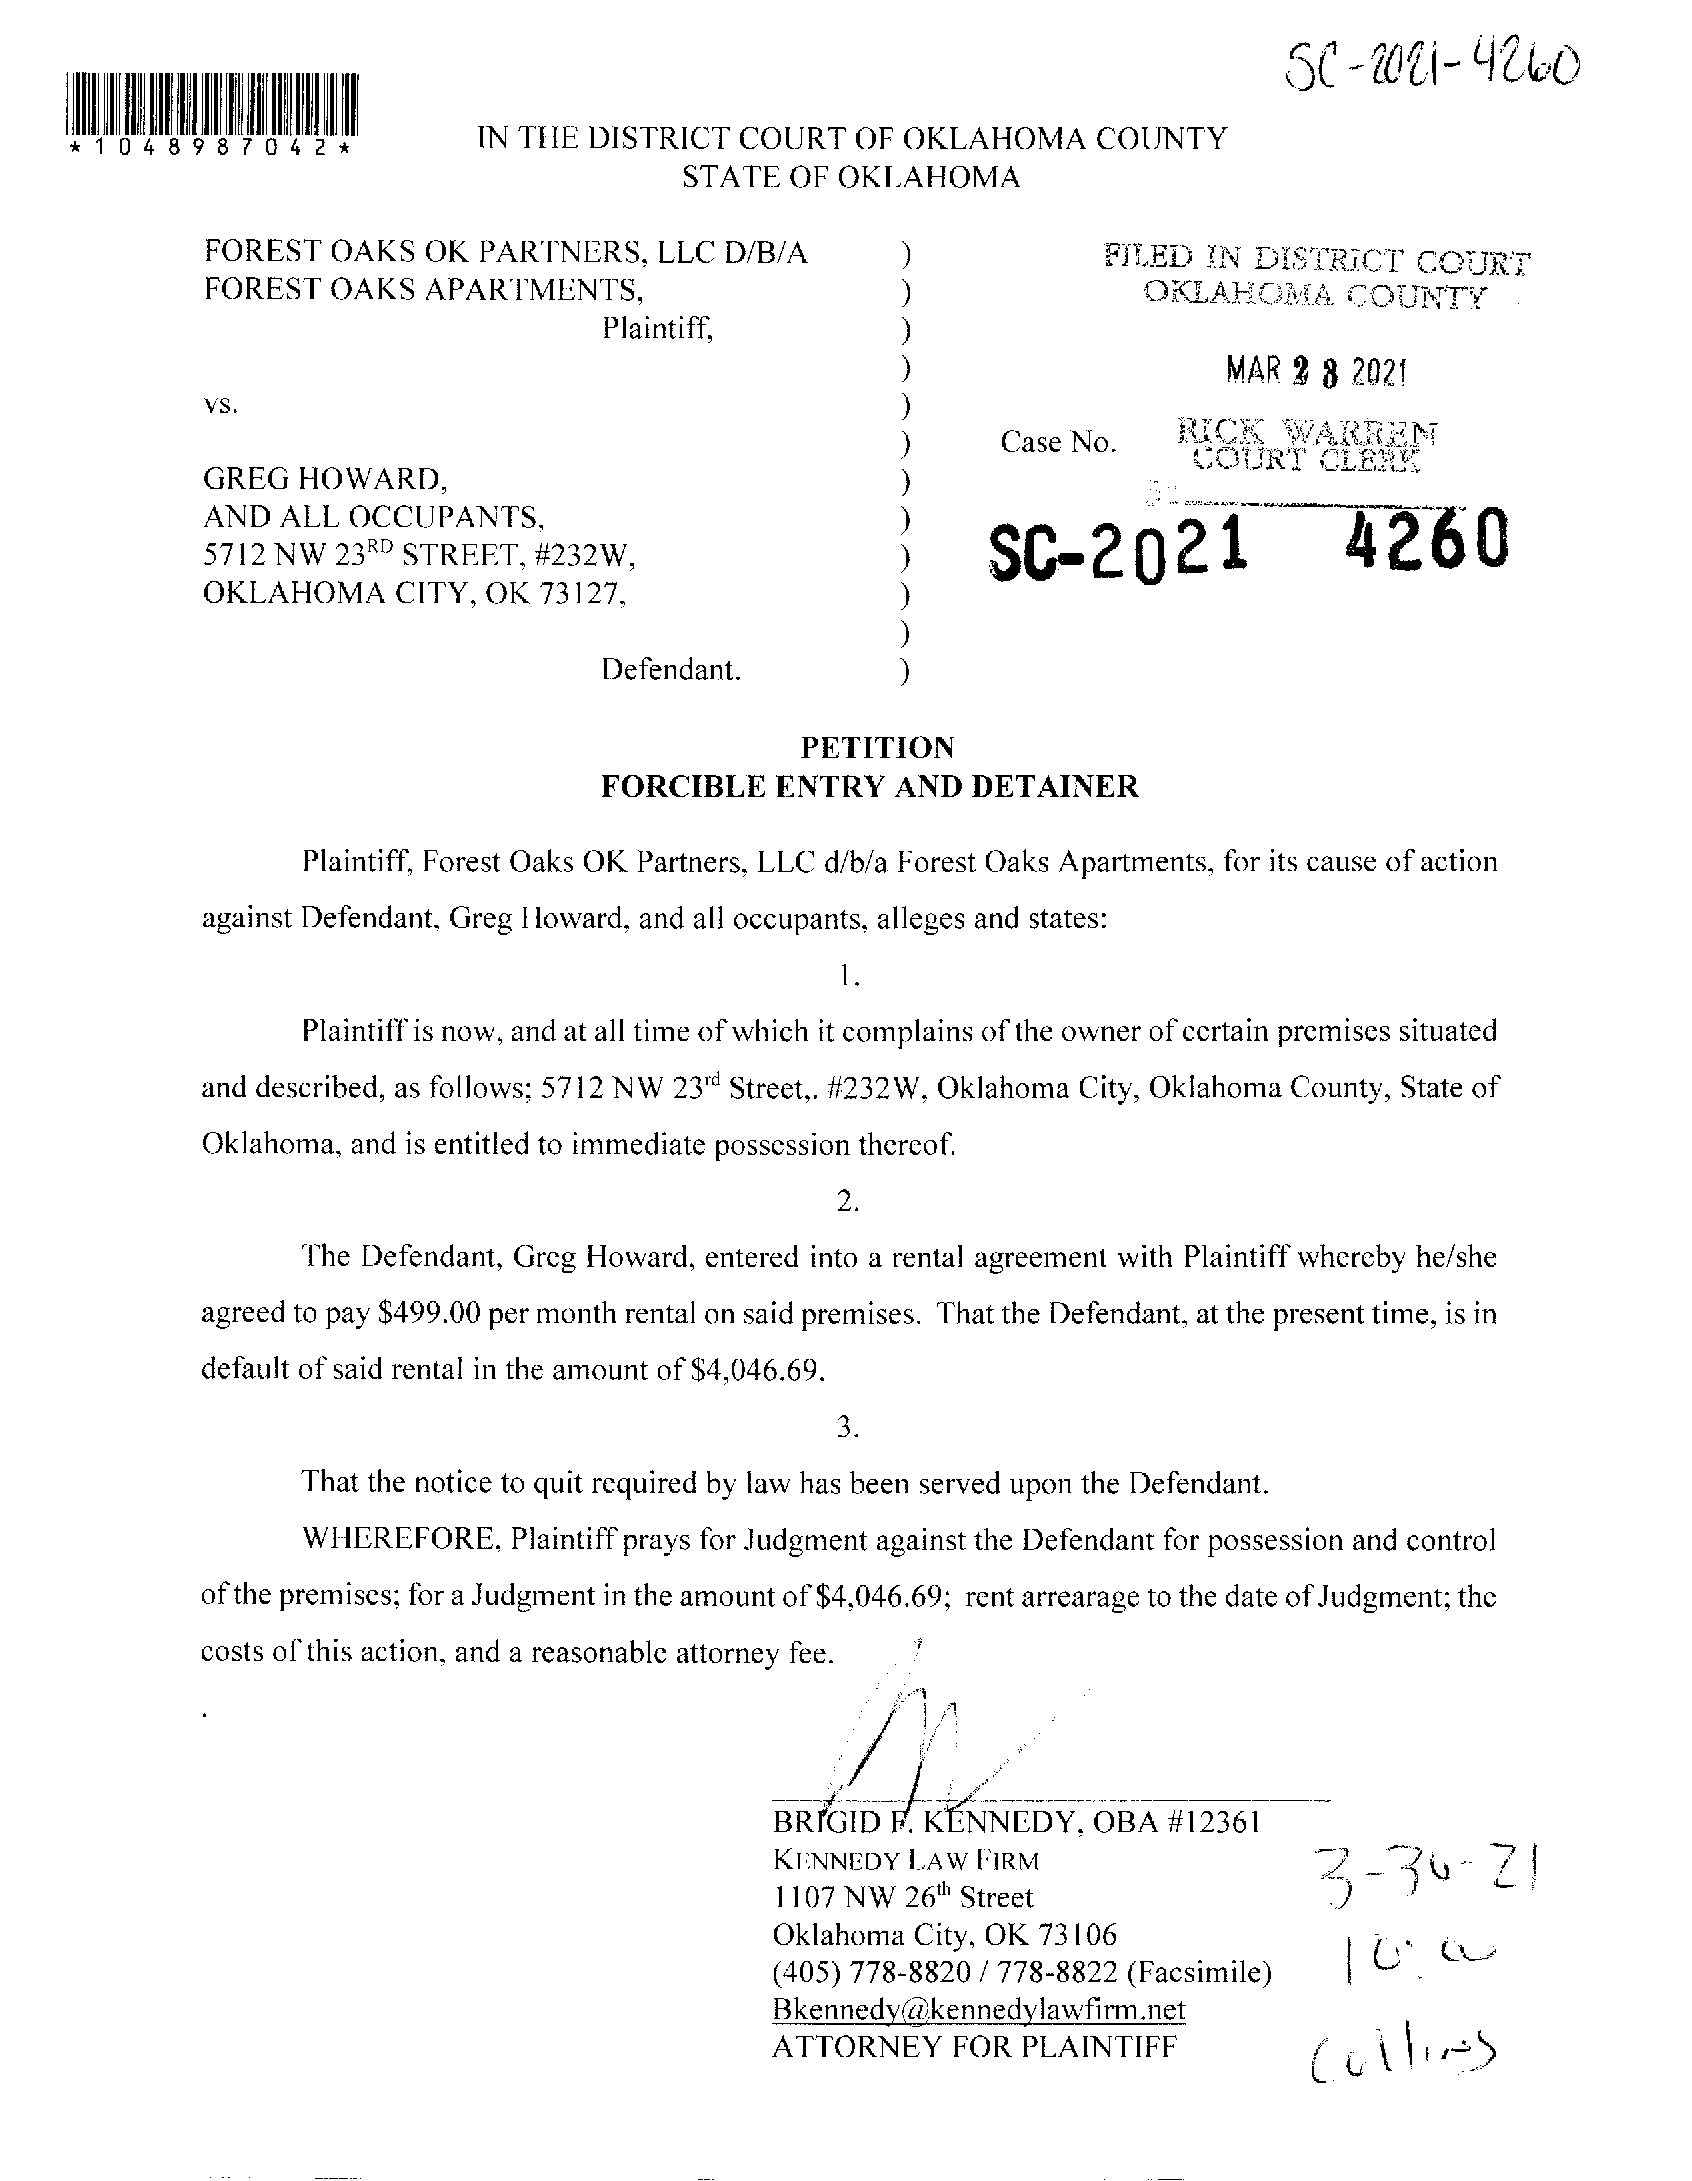 SC-2021-4260
*1048987042*
IN THE DISTRICT COURT OF OKLAHOMA COUNTY
STATE OF OKLAHOMA
FOREST OAKS OK PARTNERS, LLC D/B/A )
FOREST OAKS APARTMENTS, )
Plaintiff, )
)
vs. )
)
GREG HOWARD, )
AND ALL OCCUPANTS, )
5712 NW 23RD STREET, #232W, )
OKLAHOMA CITY, OK 73127, )
)
Defendant. )
FILED IN DISTRICT COURT
OKLAHOMA COUNTY
MAR 2 3 2021
Case No. RICK WARREN
COURT CLERK
SC-2021 4260
PETITION
FORCIBLE ENTRY AND DETAINER
Plaintiff, Forest Oaks OK Partners, LLC d/b/a Forest Oaks Apartments, for its cause of action
against Defendant, Greg Howard, and all occupants, alleges and states:
1.
Plaintiff is now, and at all time of which it complains of the owner of certain premises situated
and described, as follows; 5712 NW 23rd Street,. #232W, Oklahoma City, Oklahoma County, State of
Oklahoma, and is entitled to immediate possession thereof.
2.
The Defendant, Greg Howard, entered into a rental agreement with Plaintiff whereby he/she
agreed to pay $499.00 per month rental on said premises. That the Defendant, at the present time, is in
default of said rental in the amount of $4,046.69.
3.
That the notice to quit required by law has been served upon the Defendant.
WHEREFORE, Plaintiff prays for Judgment against the Defendant for possession and control
of the premises; for a Judgment in the amount of $4,046.69; rent arrearage to the date of Judgment; the
costs of this action, and a reasonable attorney fee.
BRIGID F. KENNEDY, OBA #12361
KENNEDY LAW FIRM
1107 NW 26th Street
Oklahoma City, OK 73106
(405) 778-8820 / 778-8822 (Facsimile)
Bkennedy@kennedylawfirm.net
ATTORNEY FOR PLAINTIFF
3-30-21
Collins